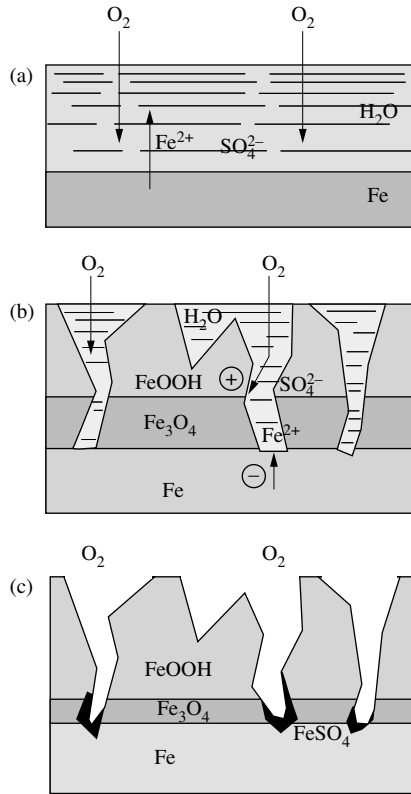 O₂ O₂
(a)
H₂O
Fe²⁺ SO₄²⁻
Fe
O₂ O₂
(b)
H₂O
FeOOH + SO₄²⁻
Fe₃O₄ Fe²⁺
Fe −
O₂ O₂
(c)
FeOOH
Fe₃O₄
FeSO₄
Fe